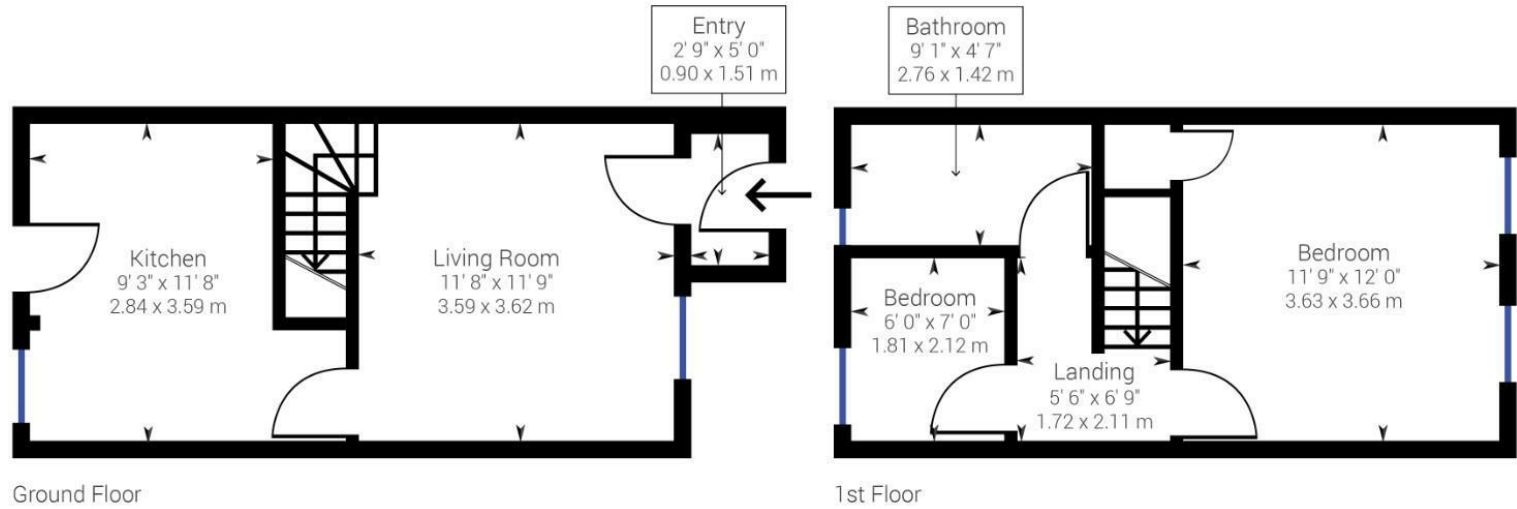 Entry
2' 9" x 5' 0"
0.90 x 1.51 m
Bathroom
9' 1" x 4' 7"
2.76 x 1.42 m
Kitchen
9' 3" x 11' 8"
2.84 x 3.59 m
Living Room
11' 8" x 11' 9"
3.59 x 3.62 m
Bedroom
6' 0" x 7' 0"
1.81 x 2.12 m
Landing
5' 6" x 6' 9"
1.72 x 2.11 m
Bedroom
11' 9" x 12' 0"
3.63 x 3.66 m
Ground Floor
1st Floor